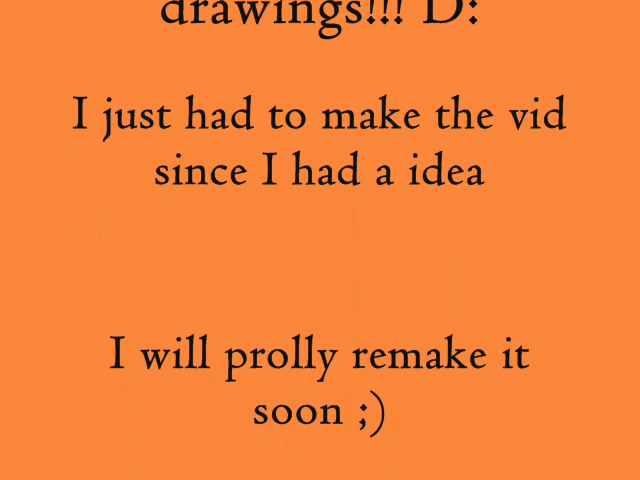 drawings!!! D:
I just had to make the vid
since I had a idea
I will prolly remake it
soon ;)